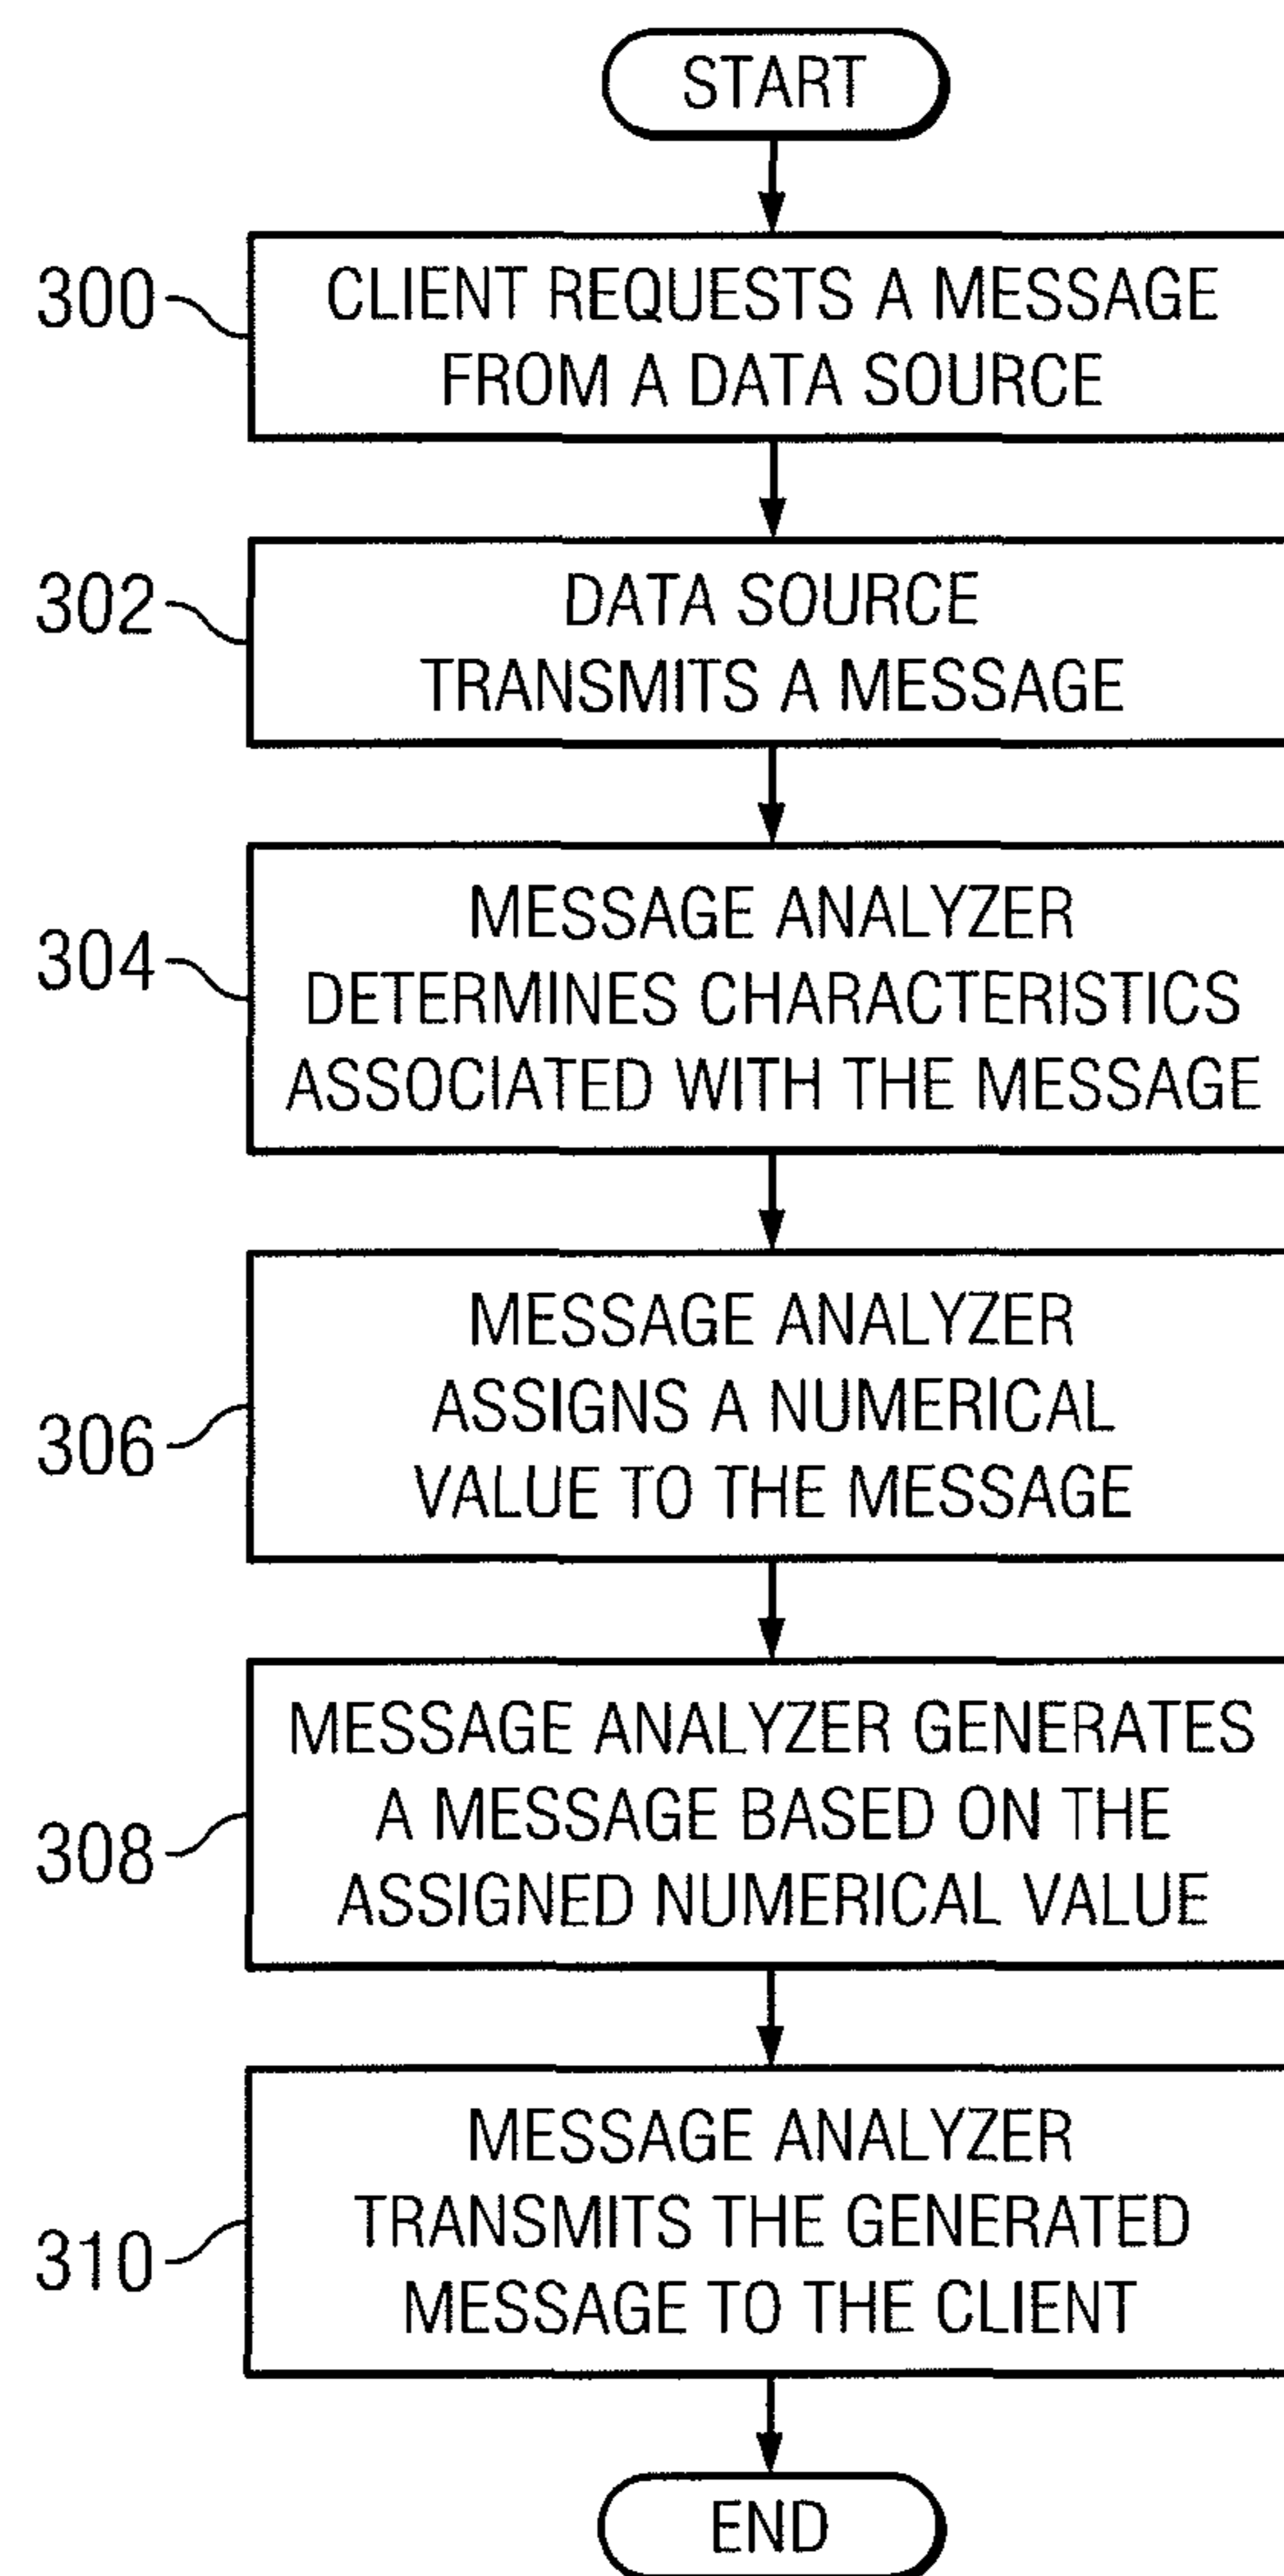 START
300
CLIENT REQUESTS A MESSAGE
FROM A DATA SOURCE
302
DATA SOURCE
TRANSMITS A MESSAGE
304
MESSAGE ANALYZER
DETERMINES CHARACTERISTICS
ASSOCIATED WITH THE MESSAGE
306
MESSAGE ANALYZER
ASSIGNS A NUMERICAL
VALUE TO THE MESSAGE
308
MESSAGE ANALYZER GENERATES
A MESSAGE BASED ON THE
ASSIGNED NUMERICAL VALUE
310
MESSAGE ANALYZER
TRANSMITS THE GENERATED
MESSAGE TO THE CLIENT
END